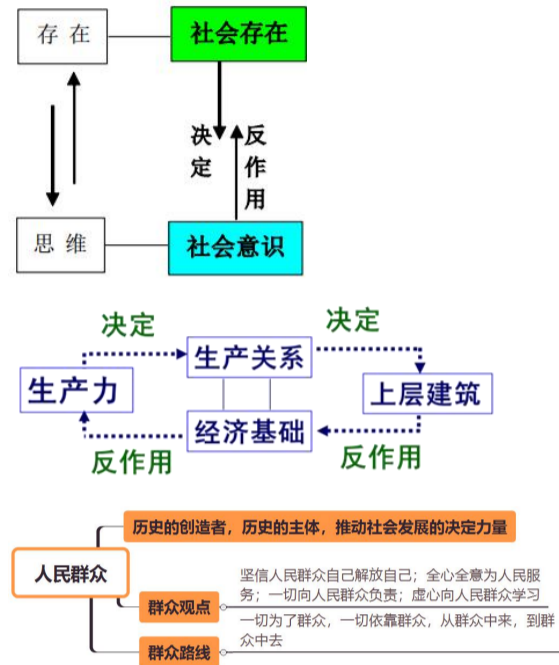 存 在
社会存在
决定
反作用
思 维
社会意识
决定
决定
生产关系
生产力
上层建筑
经济基础
反作用
反作用
历史的创造者，历史的主体，推动社会发展的决定力量
人民群众
坚信人民群众自己解放自己；全心全意为人民服
务；一切向人民群众负责；虚心向人民群众学习
群众观点
一切为了群众，一切依靠群众，从群众中来，到群
众中去
群众路线